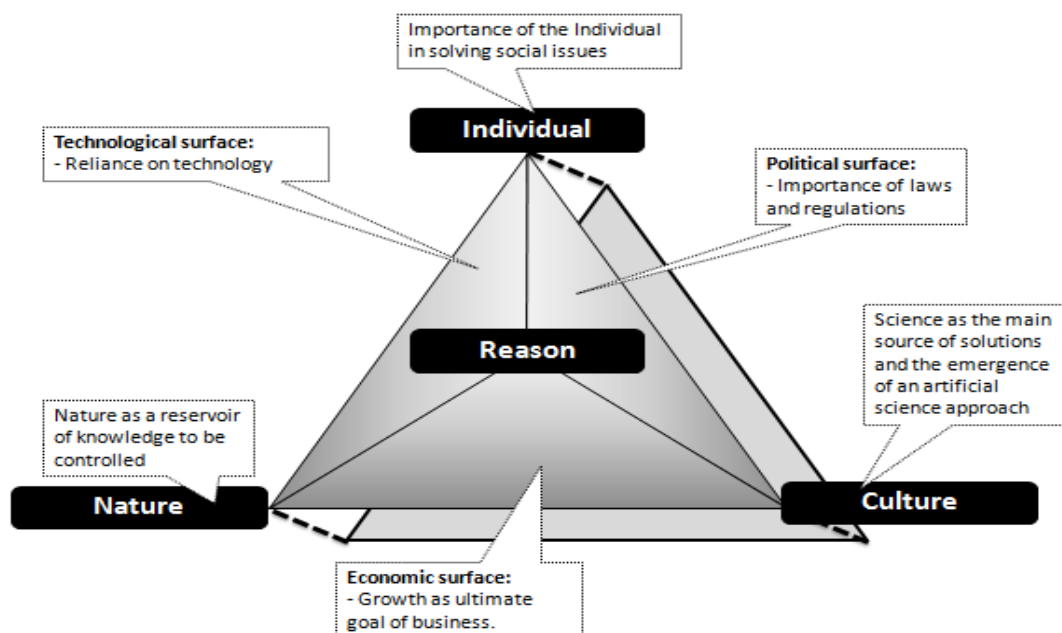 Importance of the Individual
in solving social issues
Individual
Technological surface:
- Reliance on technology
Political surface:
- Importance of laws
and regulations
Reason
Science as the main
source of solutions
and the emergence
of an artificial
science approach
Nature as a reservoir
of knowledge to be
controlled
Nature
Culture
Economic surface:
- Growth as ultimate
goal of business.